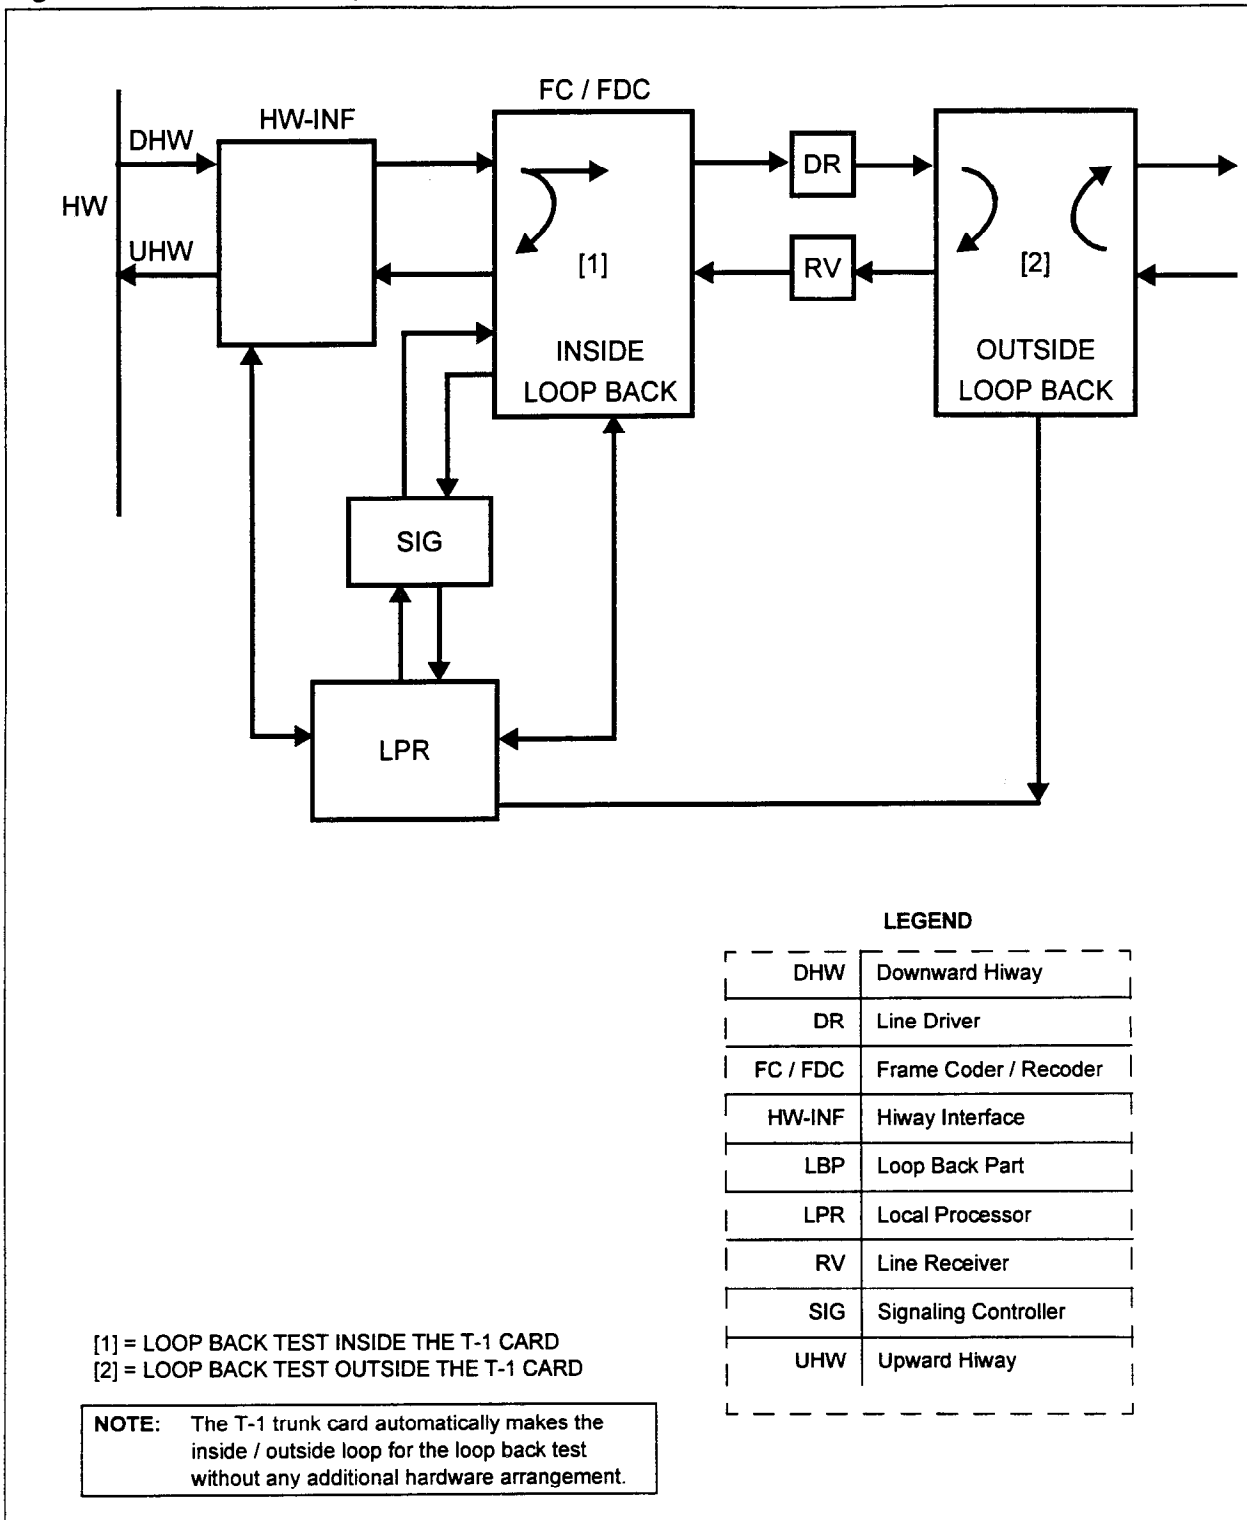 FC / FDC
HW-INF
DHW
DR
HW
UHW
[1]
RV
[2]
INSIDE
LOOP BACK
OUTSIDE
LOOP BACK
SIG
LPR
LEGEND
DHW Downward Hiway
DR Line Driver
FC / FDC Frame Coder / Recoder
HW-INF Hiway Interface
LBP Loop Back Part
LPR Local Processor
RV Line Receiver
SIG Signaling Controller
UHW Upward Hiway
[1] = LOOP BACK TEST INSIDE THE T-1 CARD
[2] = LOOP BACK TEST OUTSIDE THE T-1 CARD
NOTE: The T-1 trunk card automatically makes the
inside / outside loop for the loop back test
without any additional hardware arrangement.